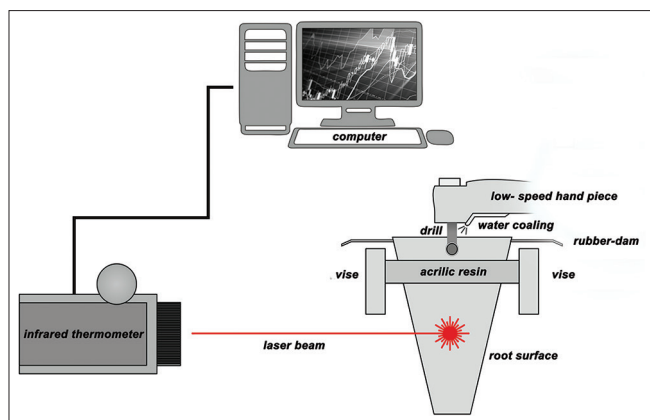 computer
low- speed hand piece
water coaling
drill
rubber-dam
vise
acrilic resin
vise
infrared thermometer
laser beam
root surface